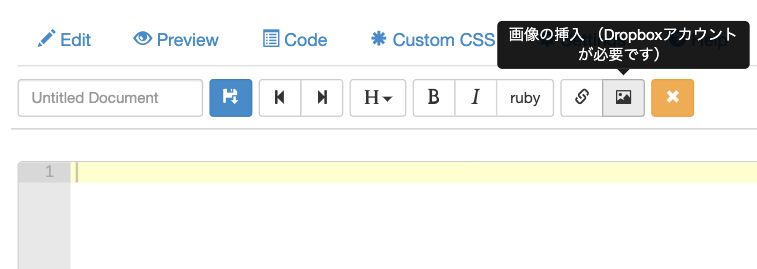 Edit
Preview
Code
Custom CSS
画像の挿入 （Dropboxアカウント
が必要です）
Untitled Document
H
B
I
ruby
1